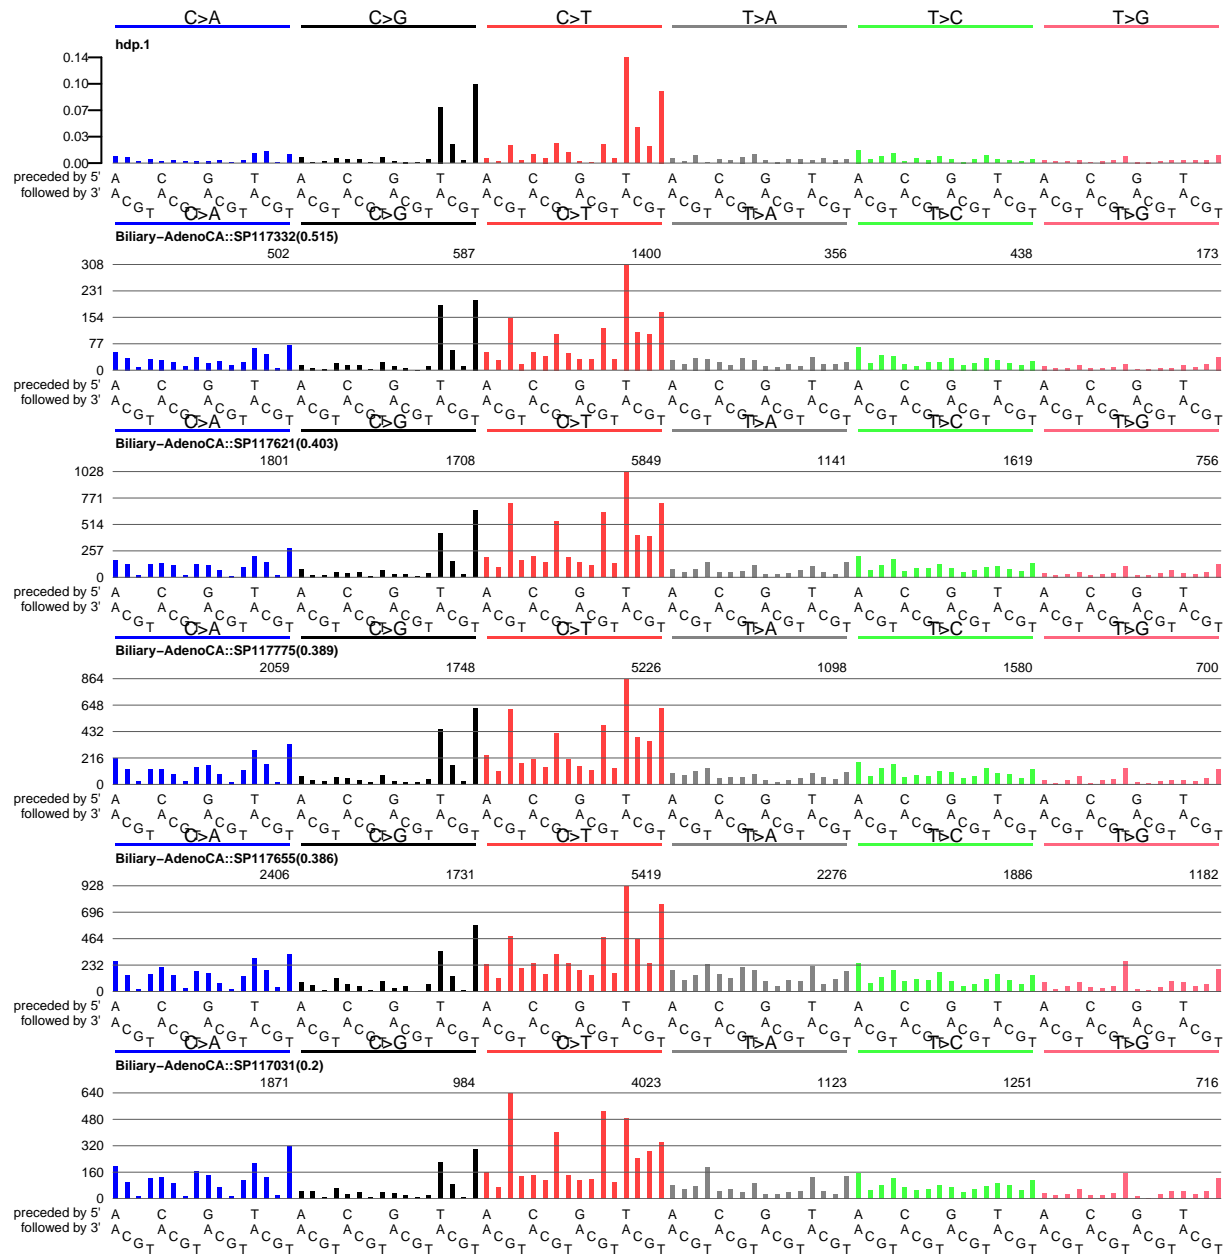 C>A C>G C>T T>A T>C T>G
hdp.1
0.14
0.10
0.07
0.03
0.00
preceded by 5' A C G T A C G T A C G T A C G T A C G T A C G T
followed by 3' A C G T A C G T A C G T A C G T A C G T A C G T A C G T A C G T A C G T A C G T A C G T A C G T A C G T A C G T A C G T A C G T A C G T A C G T A C G T A C G T A C G T A C G T A C G T A C G T
C>A C>G C>T T>A T>C T>G
Biliary-AdenoCA::SP117332(0.515)
502 587 1400 356 438 173
308
231
154
77
0
preceded by 5' A C G T A C G T A C G T A C G T A C G T A C G T
followed by 3' A C G T A C G T A C G T A C G T A C G T A C G T A C G T A C G T A C G T A C G T A C G T A C G T A C G T A C G T A C G T A C G T A C G T A C G T A C G T A C G T A C G T A C G T A C G T A C G T
C>A C>G C>T T>A T>C T>G
Biliary-AdenoCA::SP117621(0.403)
1801 1708 5849 1141 1619 756
1028
771
514
257
0
preceded by 5' A C G T A C G T A C G T A C G T A C G T A C G T
followed by 3' A C G T A C G T A C G T A C G T A C G T A C G T A C G T A C G T A C G T A C G T A C G T A C G T A C G T A C G T A C G T A C G T A C G T A C G T A C G T A C G T A C G T A C G T A C G T A C G T
C>A C>G C>T T>A T>C T>G
Biliary-AdenoCA::SP117775(0.389)
2059 1748 5226 1098 1580 700
864
648
432
216
0
preceded by 5' A C G T A C G T A C G T A C G T A C G T A C G T
followed by 3' A C G T A C G T A C G T A C G T A C G T A C G T A C G T A C G T A C G T A C G T A C G T A C G T A C G T A C G T A C G T A C G T A C G T A C G T A C G T A C G T A C G T A C G T A C G T A C G T
C>A C>G C>T T>A T>C T>G
Biliary-AdenoCA::SP117655(0.386)
2406 1731 5419 2276 1886 1182
928
696
464
232
0
preceded by 5' A C G T A C G T A C G T A C G T A C G T A C G T
followed by 3' A C G T A C G T A C G T A C G T A C G T A C G T A C G T A C G T A C G T A C G T A C G T A C G T A C G T A C G T A C G T A C G T A C G T A C G T A C G T A C G T A C G T A C G T A C G T A C G T
C>A C>G C>T T>A T>C T>G
Biliary-AdenoCA::SP117031(0.2)
1871 984 4023 1123 1251 716
640
480
320
160
0
preceded by 5' A C G T A C G T A C G T A C G T A C G T A C G T
followed by 3' A C G T A C G T A C G T A C G T A C G T A C G T A C G T A C G T A C G T A C G T A C G T A C G T A C G T A C G T A C G T A C G T A C G T A C G T A C G T A C G T A C G T A C G T A C G T A C G T